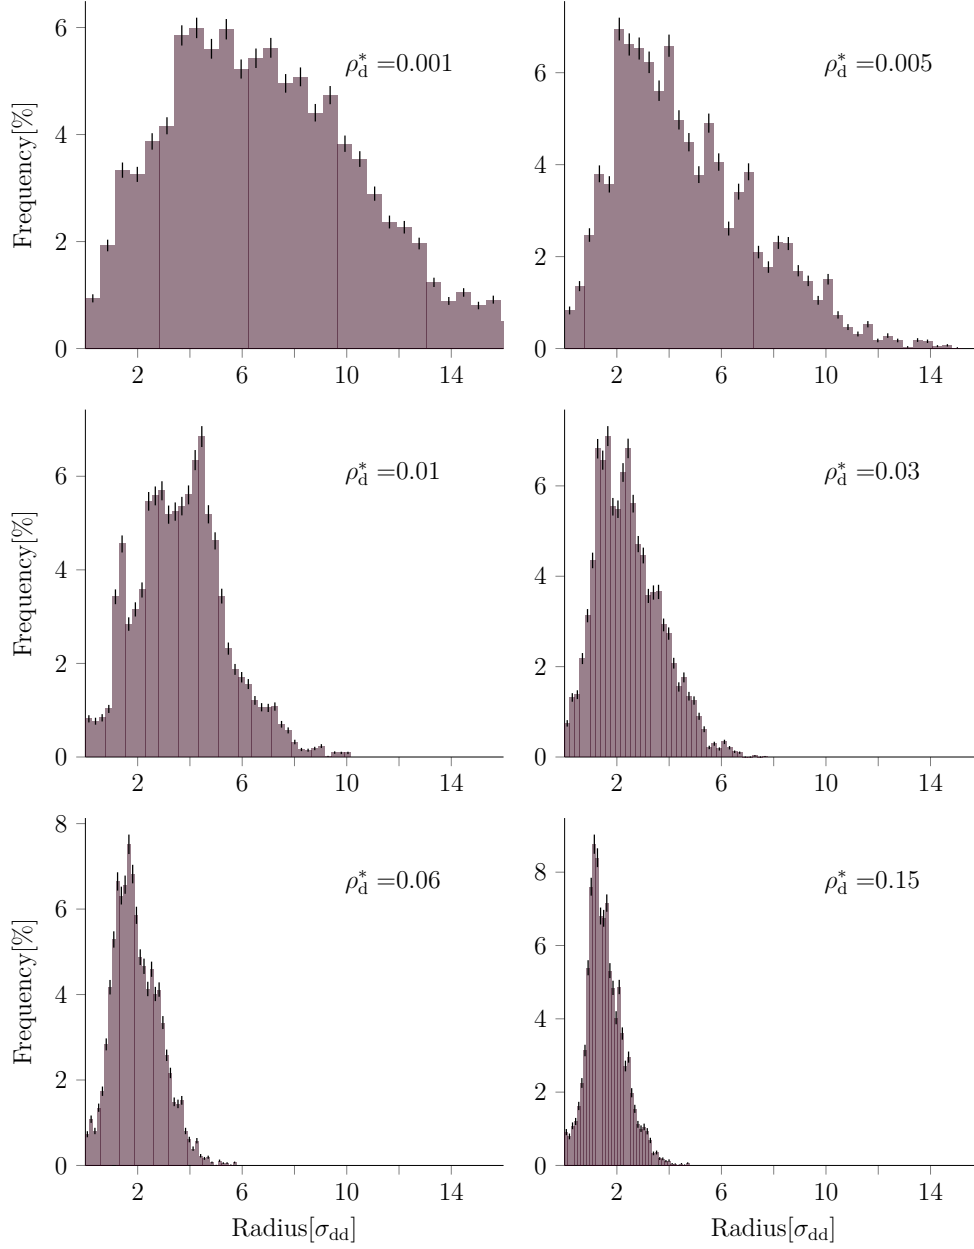 6
4
2
0
Frequency[%]
ρ*d =0.001
2 6 10 14
6
4
2
0
ρ*d =0.005
2 6 10 14
6
4
2
0
Frequency[%]
ρ*d =0.01
2 6 10 14
6
4
2
0
ρ*d =0.03
2 6 10 14
8
6
4
2
0
Frequency[%]
ρ*d =0.06
2 6 10 14
Radius[σdd]
8
6
4
2
0
ρ*d =0.15
2 6 10 14
Radius[σdd]